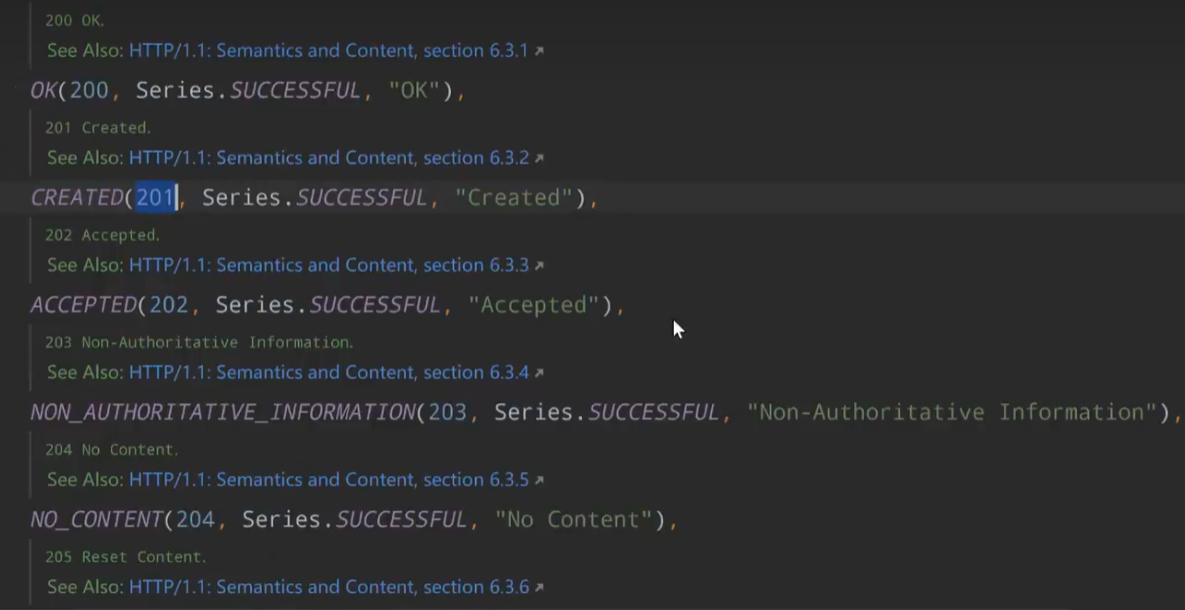 200 OK.
See Also: HTTP/1.1: Semantics and Content, section 6.3.1 ↗
OK(200, Series.SUCCESSFUL, "OK"),
201 Created.
See Also: HTTP/1.1: Semantics and Content, section 6.3.2 ↗
CREATED(201, Series.SUCCESSFUL, "Created"),
202 Accepted.
See Also: HTTP/1.1: Semantics and Content, section 6.3.3 ↗
ACCEPTED(202, Series.SUCCESSFUL, "Accepted"),
203 Non-Authoritative Information.
See Also: HTTP/1.1: Semantics and Content, section 6.3.4 ↗
NON_AUTHORITATIVE_INFORMATION(203, Series.SUCCESSFUL, "Non-Authoritative Information"),
204 No Content.
See Also: HTTP/1.1: Semantics and Content, section 6.3.5 ↗
NO_CONTENT(204, Series.SUCCESSFUL, "No Content"),
205 Reset Content.
See Also: HTTP/1.1: Semantics and Content, section 6.3.6 ↗